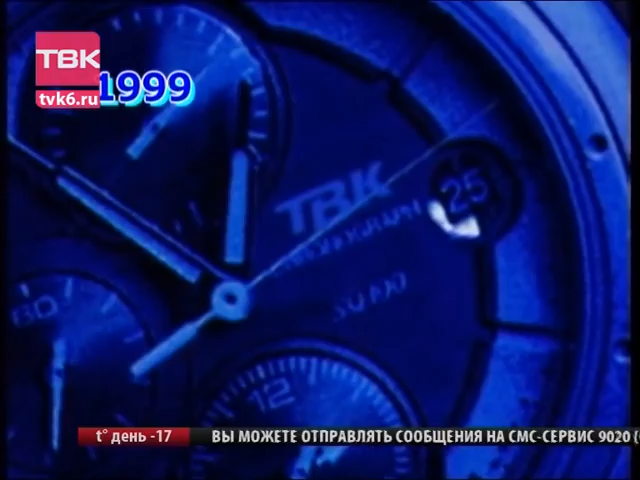 ТВК
1999
tvk6.ru
ТВК
25
12
t° день -17
ВЫ МОЖЕТЕ ОТПРАВЛЯТЬ СООБЩЕНИЯ НА СМС-СЕРВИС 9020 (